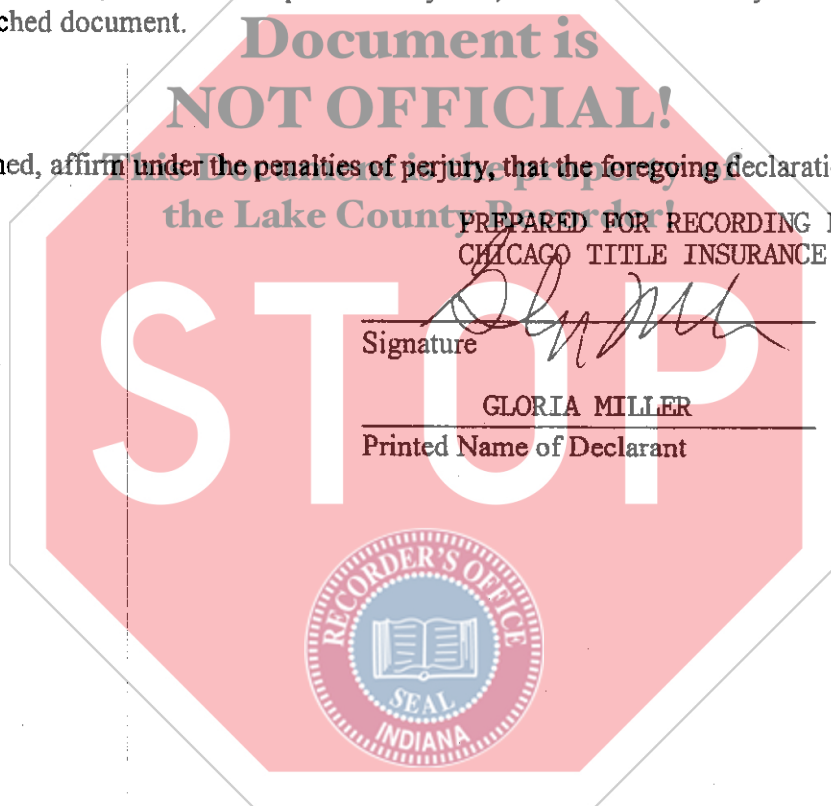 ched document.
Document is
NOT OFFICIAL!
ned, affirm under the penalties of perjury, that the foregoing declarati
This Document is the property of
the Lake County Recorder!
PREPARED FOR RECORDING
CHICAGO TITLE INSURANCE
STOP
Signature
GLORIA MILLER
Printed Name of Declarant
RECORDER'S OFFICE
SEAL
INDIANA